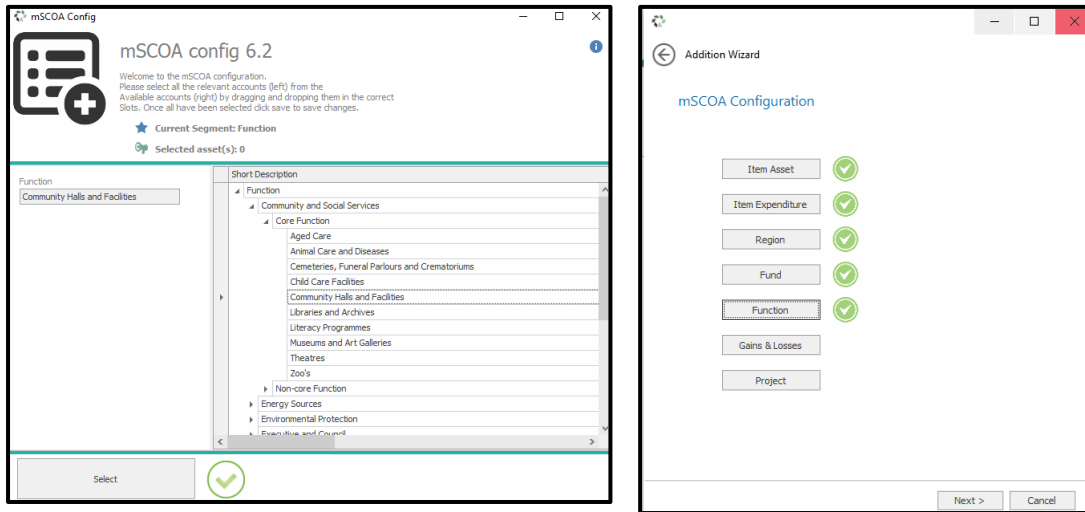 mSCOA Config
mSCOA config 6.2
Welcome to the mSCOA configuration.
Please select all the relevant accounts (left) from the
Available accounts (right) by dragging and dropping them in the correct
Slots. Once all have been selected click save to save changes.
Current Segment: Function
Selected asset(s): 0
Function
Community Halls and Facilities
Short Description
Function
Community and Social Services
Core Function
Aged Care
Animal Care and Diseases
Cemeteries, Funeral Parlours and Crematoriums
Child Care Facilities
Community Halls and Facilities
Libraries and Archives
Literacy Programmes
Museums and Art Galleries
Theatres
Zoo's
Non-core Function
Energy Sources
Environmental Protection
Executive and Council
Select
Addition Wizard
mSCOA Configuration
Item Asset
Item Expenditure
Region
Fund
Function
Gains & Losses
Project
Next >
Cancel